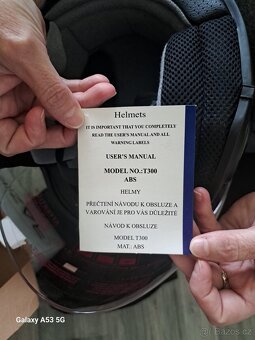 Helmets
IT IS IMPORTANT THAT YOU COMPLETELY
READ THE USER'S MANUAL AND ALL
WARNING LABELS
USER'S MANUAL
MODEL NO.:T300
ABS
HELMY
PŘEČTENÍ NÁVODU K OBSLUZE A
VAROVÁNÍ JE PRO VÁS DŮLEŽITÉ
NÁVOD K OBSLUZE
MODEL T300
MAT.: ABS
Galaxy A53 5G